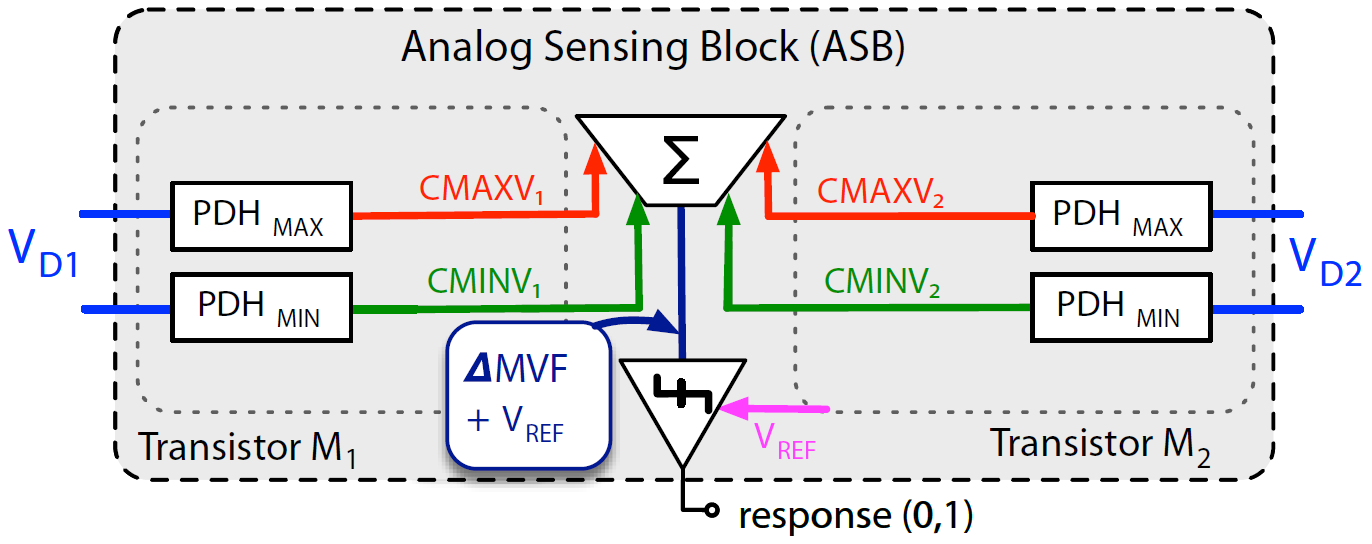 Analog Sensing Block (ASB)
Σ
PDH MAX
CMAXV₁
CMAXV₂
PDH MAX
V D1
V D2
PDH MIN
CMINV₁
CMINV₂
PDH MIN
ΔMVF
+ V REF
V REF
Transistor M₁
Transistor M₂
response (0,1)